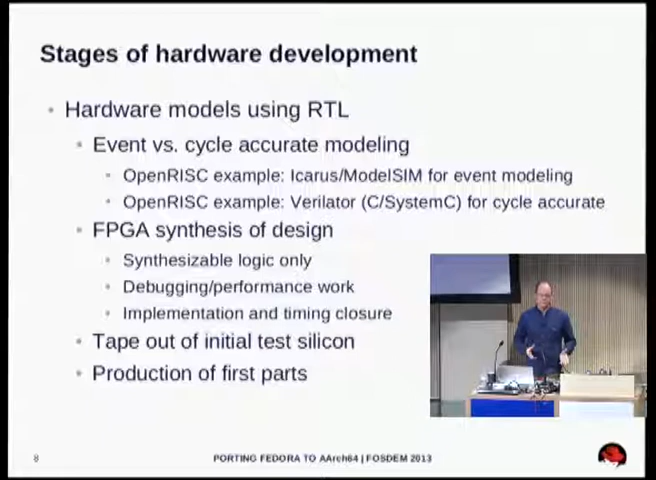 Stages of hardware development
Hardware models using RTL
Event vs. cycle accurate modeling
OpenRISC example: Icarus/ModelSIM for event modeling
OpenRISC example: Verilator (C/SystemC) for cycle accurate
FPGA synthesis of design
Synthesizable logic only
Debugging/performance work
Implementation and timing closure
Tape out of initial test silicon
Production of first parts
8
PORTING FEDORA TO AArch64 | FOSDEM 2013